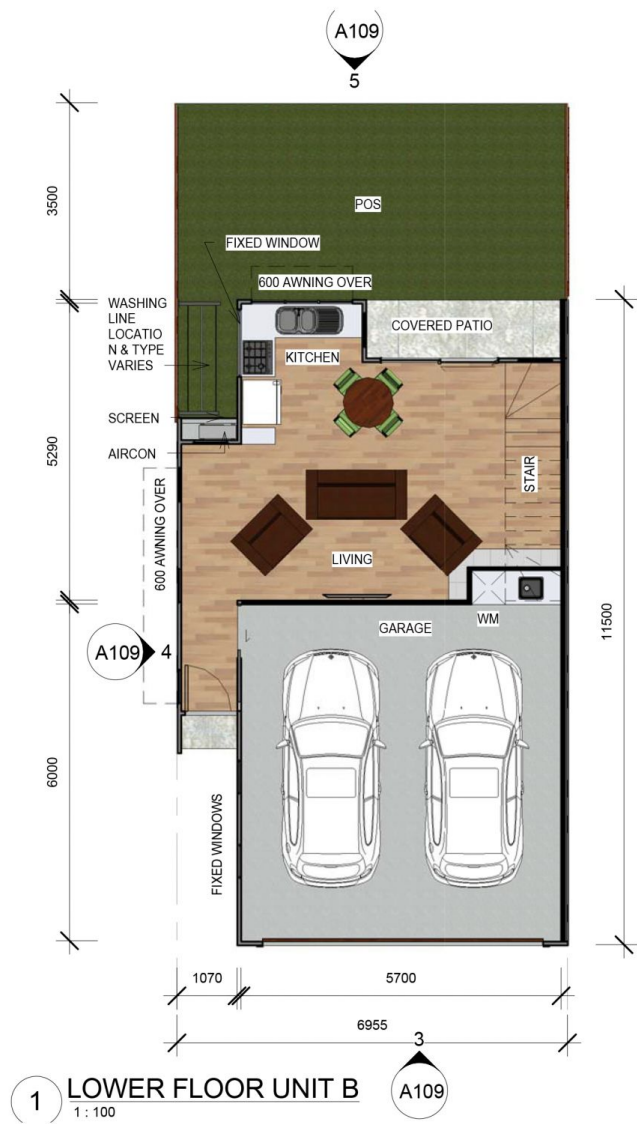 A109
5
3500
POS
FIXED WINDOW
600 AWNING OVER
WASHING
LINE
LOCATIO
N & TYPE
VARIES
COVERED PATIO
KITCHEN
SCREEN
AIRCON
5290
STAIR
600 AWNING OVER
LIVING
11500
GARAGE
WM
A109
4
6000
FIXED WINDOWS
1070
5700
6955
3
A109
1
LOWER FLOOR UNIT B
1 : 100